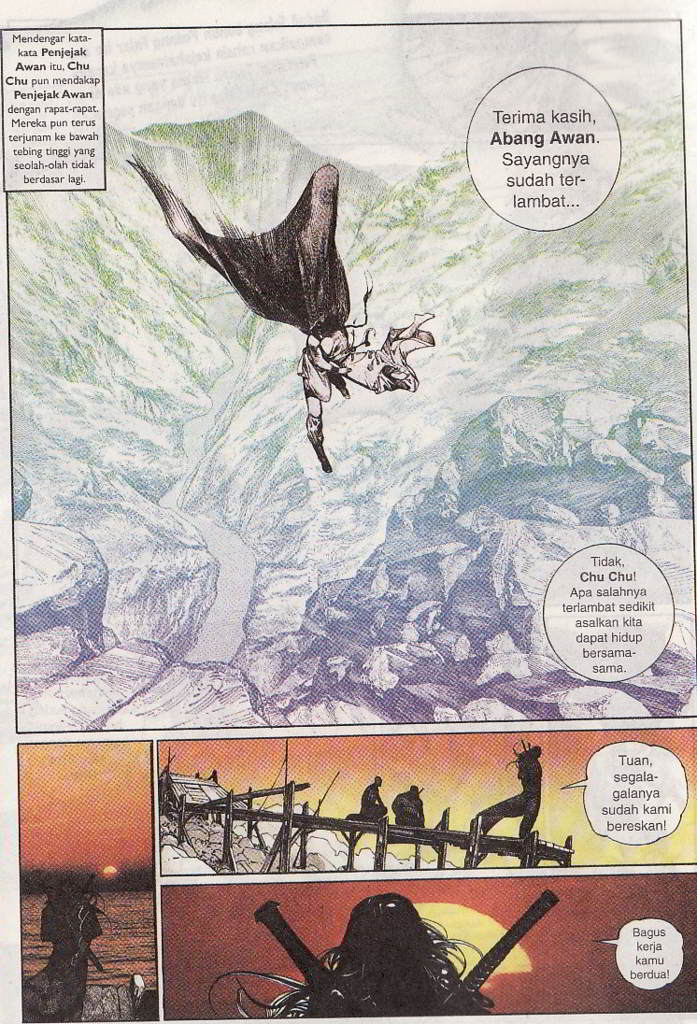 Mendengar kata-
kata Penjejak
Awan itu, Chu
Chu pun mendakap
Penjejak Awan
dengan rapat-rapat.
Mereka pun terus
terjunam ke bawah
tebing tinggi yang
seolah-olah tidak
berdasar lagi.
Terima kasih,
Abang Awan.
Sayangnya
sudah ter-
lambat...
Tidak,
Chu Chu!
Apa salahnya
terlambat sedikit
asalkan kita
dapat hidup
bersama-
sama.
Tuan,
segala-
galanya
sudah kami
bereskan!
Bagus
kerja
kamu
berdua!